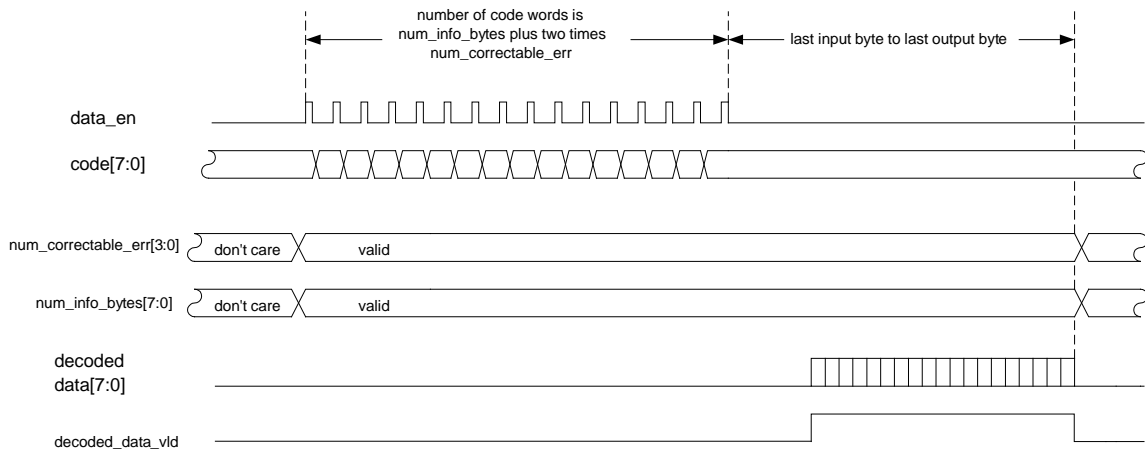 number of code words is
num_info_bytes plus two times
num_correctable_err
last input byte to last output byte
data_en
code[7:0]
num_correctable_err[3:0]
don't care
valid
num_info_bytes[7:0]
don't care
valid
decoded
data[7:0]
decoded_data_vld